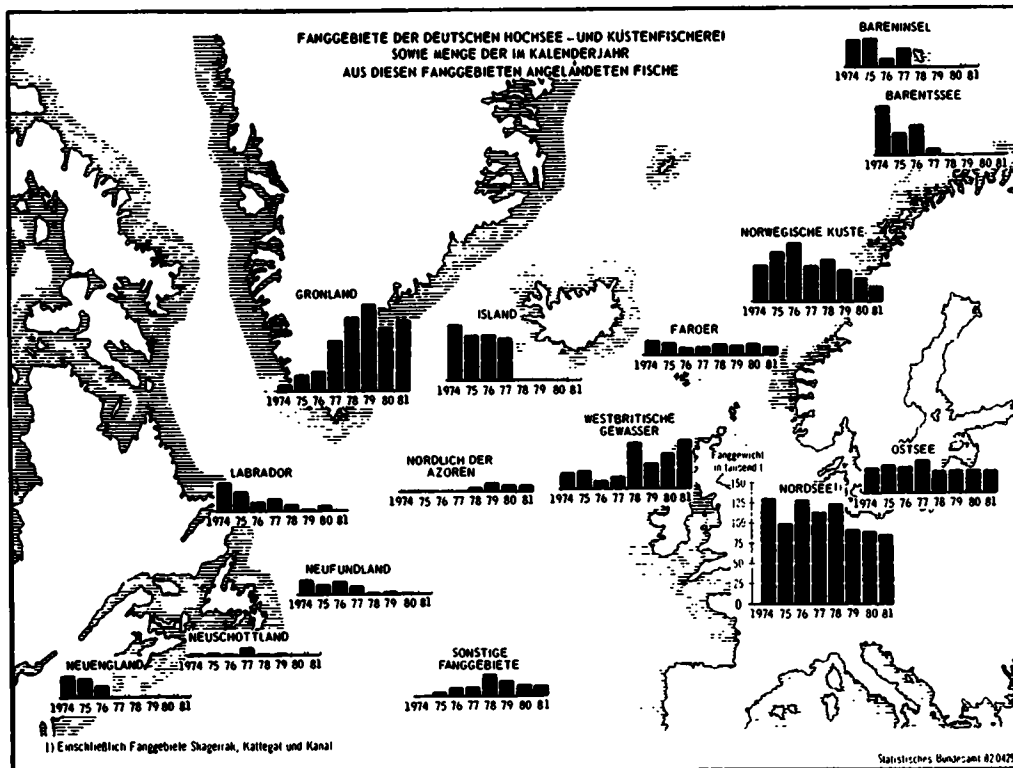 FANGGEBIETE DER DEUTSCHEN HOCHSEE- UND KÜSTENFISCHEREI
SOWIE MENGE DER IM KALENDERJAHR
AUS DIESEN FANGGEBIETEN ANGELANDETEN FISCHE
BARENINSEL
1974 75 76 77 78 79 80 81
BARENTSSEE
1974 75 76 77 78 79 80 81
NORWEGISCHE KUSTE
1974 75 76 77 78 79 80 81
GRONLAND
1974 75 76 77 78 79 80 81
ISLAND
1974 75 76 77 78 79 80 81
FAROER
1974 75 76 77 78 79 80 81
WESTBRITISCHE
GEWASSER
1974 75 76 77 78 79 80 81
LABRADOR
1974 75 76 77 78 79 80 81
NORDLICH DER
AZOREN
1974 75 76 77 78 79 80 81
OSTSEE
1974 75 76 77 78 79 80 81
Fanggewicht
in tausend t
NORDSEE 1)
150
125
100
75
50
25
0
1974 75 76 77 78 79 80 81
NEUFUNDLAND
1974 75 76 77 78 79 80 81
NEUSCHOTTLAND
1974 75 76 77 78 79 80 81
NEUENGLAND
1974 75 76 77 78 79 80 81
SONSTIGE
FANGGEBIETE
1974 75 76 77 78 79 80 81
1) Einschließlich Fanggebiete Skagerrak, Kattegat und Kanal
Statistisches Bundesamt 82 0429